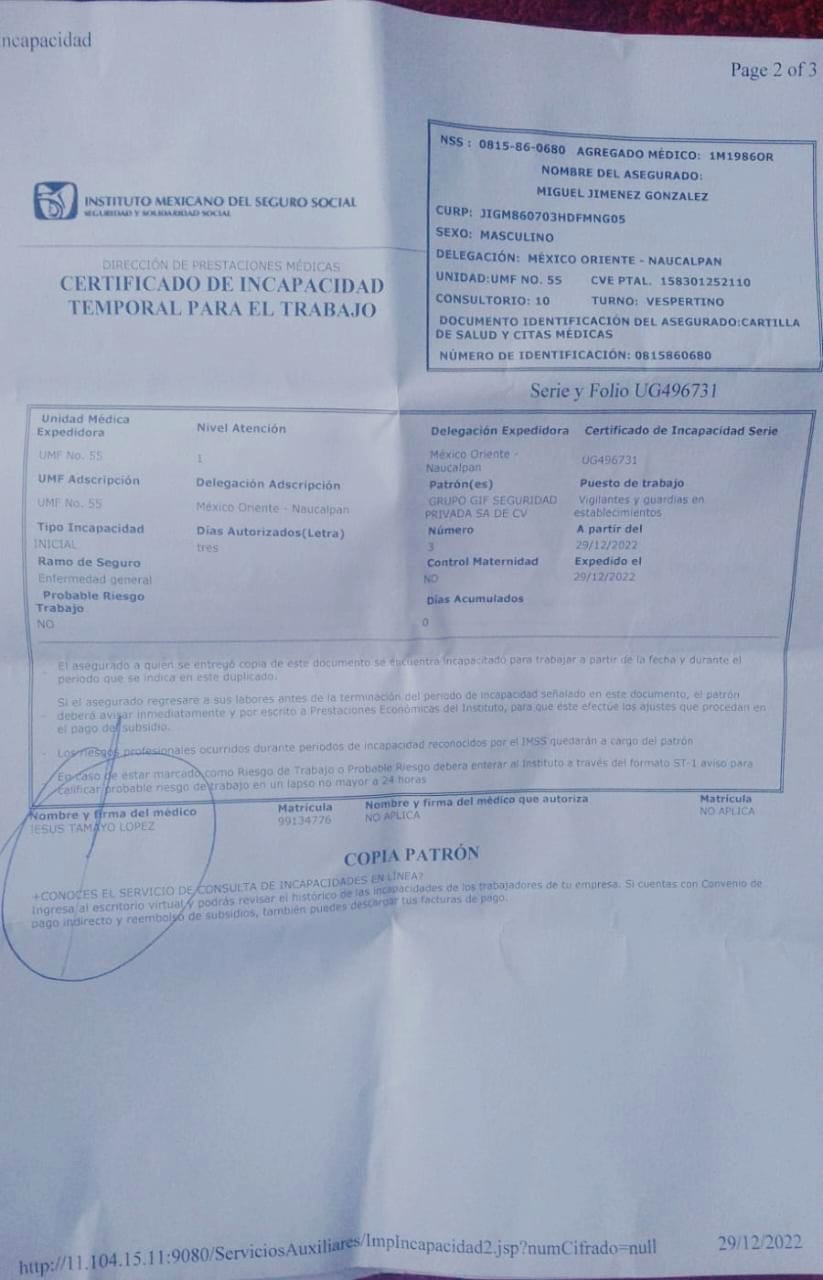 ncapacidad
Page 2 of 3
INSTITUTO MEXICANO DEL SEGURO SOCIAL
SEGURIDAD Y SOLIDARIDAD SOCIAL
DIRECCIÓN DE PRESTACIONES MÉDICAS
CERTIFICADO DE INCAPACIDAD
TEMPORAL PARA EL TRABAJO
NSS : 0815-86-0680 AGREGADO MÉDICO: 1M1986OR
NOMBRE DEL ASEGURADO:
MIGUEL JIMENEZ GONZALEZ
CURP: JIGM860703HDFMNG05
SEXO: MASCULINO
DELEGACIÓN: MÉXICO ORIENTE - NAUCALPAN
UNIDAD:UMF NO. 55 CVE PTAL. 158301252110
CONSULTORIO: 10 TURNO: VESPERTINO
DOCUMENTO IDENTIFICACIÓN DEL ASEGURADO:CARTILLA
DE SALUD Y CITAS MÉDICAS
NÚMERO DE IDENTIFICACIÓN: 0815860680
Serie y Folio UG496731
Unidad Médica
Expedidora
Nivel Atención
Delegación Expedidora
Certificado de Incapacidad Serie
UMF No. 55
1
México Oriente -
Naucalpan
UG496731
UMF Adscripción
Delegación Adscripción
Patrón(es)
Puesto de trabajo
UMF No. 55
México Oriente - Naucalpan
GRUPO GIF SEGURIDAD
PRIVADA SA DE CV
Vigilantes y guardias en
establecimientos
Tipo Incapacidad
Días Autorizados(Letra)
Número
A partir del
INICIAL
tres
3
29/12/2022
Ramo de Seguro
Control Maternidad
Expedido el
Enfermedad general
NO
29/12/2022
Probable Riesgo
Trabajo
Días Acumulados
NO
0
El asegurado a quien se entregó copia de este documento se encuentra incapacitado para trabajar a partir de la fecha y durante el
periodo que se indica en este duplicado.
Si el asegurado regresare a sus labores antes de la terminación del periodo de incapacidad señalado en este documento, el patrón
- deberá avisar inmediatamente y por escrito a Prestaciones Económicas del Instituto, para que este efectúe los ajustes que procedan en
el pago del subsidio.
- Los riesgos profesionales ocurridos durante periodos de incapacidad reconocidos por el IMSS quedarán a cargo del patrón
En caso de estar marcado como Riesgo de Trabajo o Probable Riesgo debera enterar al Instituto a través del formato ST-1 aviso para
calificar probable riesgo de trabajo en un lapso no mayor a 24 horas
Nombre y firma del médico
Matrícula
Nombre y firma del médico que autoriza
Matrícula
JESUS TAMAYO LOPEZ
99134776
NO APLICA
NO APLICA
COPIA PATRÓN
+CONOCES EL SERVICIO DE CONSULTA DE INCAPACIDADES EN LÍNEA?
Ingresa al escritorio virtual y podrás revisar el histórico de las incapacidades de los trabajadores de tu empresa. Si cuentas con Convenio de
pago indirecto y reembolso de subsidios, también puedes descargar tus facturas de pago.
http://11.104.15.11:9080/ServiciosAuxiliares/ImpIncapacidad2.jsp?numCifrado=null
29/12/2022